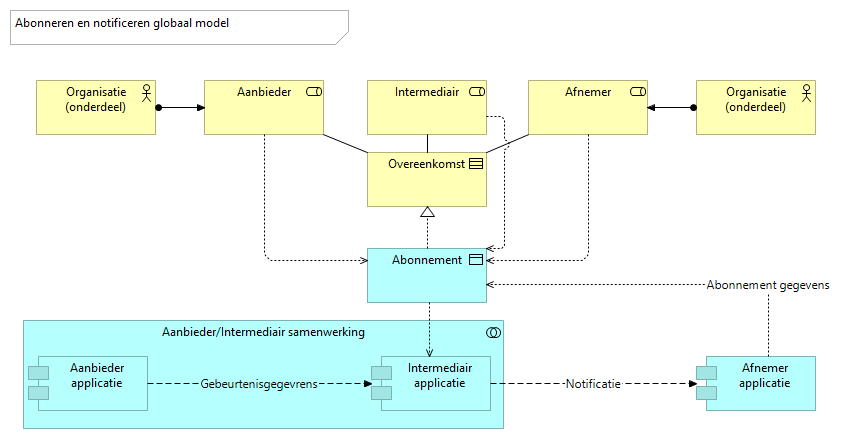 Abonneren en notificeren globaal model
Organisatie
(onderdeel)
Aanbieder
Intermediair
Afnemer
Organisatie
(onderdeel)
Overeenkomst
Abonnement
Abonnement gegevens
Aanbieder/Intermediair samenwerking
Aanbieder
applicatie
Gebeurtenisgegevrens
Intermediair
applicatie
Notificatie
Afnemer
applicatie